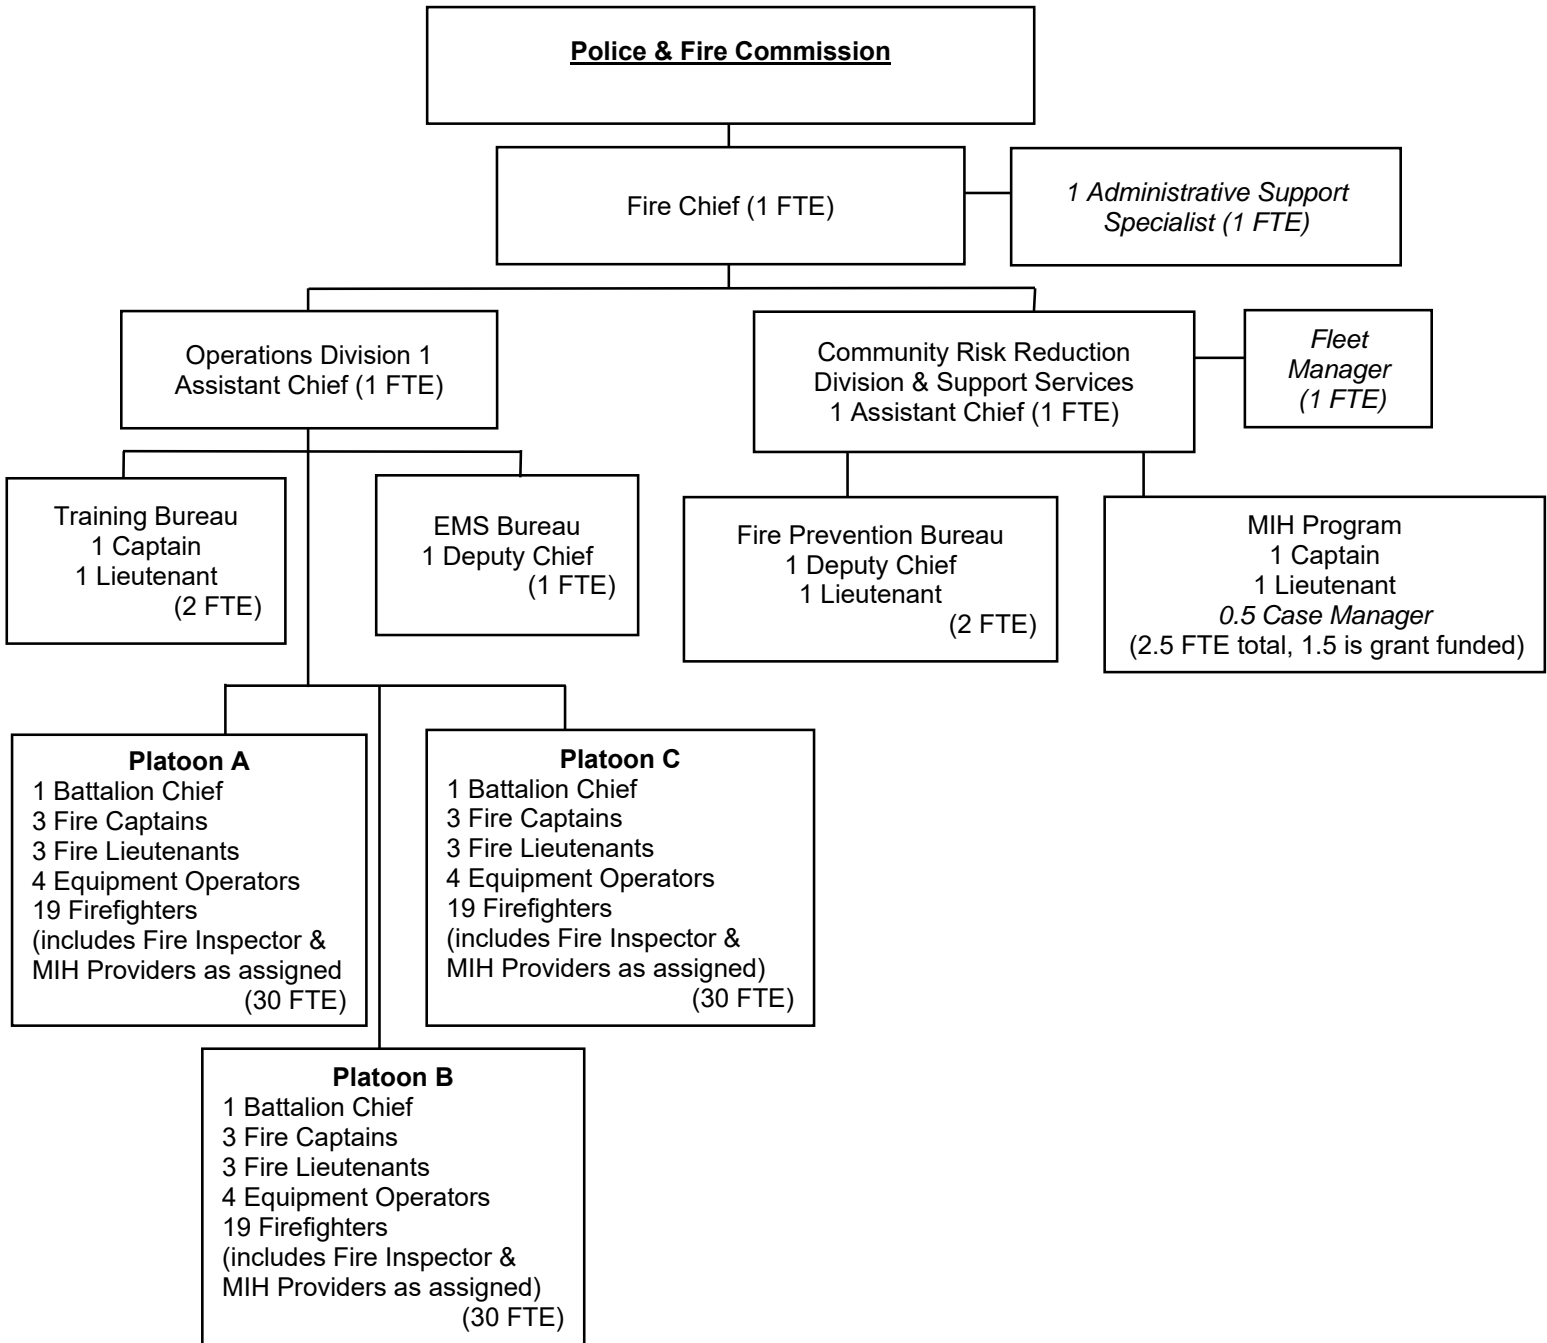 Police & Fire Commission
Fire Chief (1 FTE)
1 Administrative Support
Specialist (1 FTE)
Operations Division 1
Assistant Chief (1 FTE)
Community Risk Reduction
Division & Support Services
1 Assistant Chief (1 FTE)
Fleet
Manager
(1 FTE)
Training Bureau
1 Captain
1 Lieutenant
(2 FTE)
EMS Bureau
1 Deputy Chief
(1 FTE)
Fire Prevention Bureau
1 Deputy Chief
1 Lieutenant
(2 FTE)
MIH Program
1 Captain
1 Lieutenant
0.5 Case Manager
(2.5 FTE total, 1.5 is grant funded)
Platoon A
1 Battalion Chief
3 Fire Captains
3 Fire Lieutenants
4 Equipment Operators
19 Firefighters
(includes Fire Inspector &
MIH Providers as assigned
(30 FTE)
Platoon C
1 Battalion Chief
3 Fire Captains
3 Fire Lieutenants
4 Equipment Operators
19 Firefighters
(includes Fire Inspector &
MIH Providers as assigned)
(30 FTE)
Platoon B
1 Battalion Chief
3 Fire Captains
3 Fire Lieutenants
4 Equipment Operators
19 Firefighters
(includes Fire Inspector &
MIH Providers as assigned)
(30 FTE)